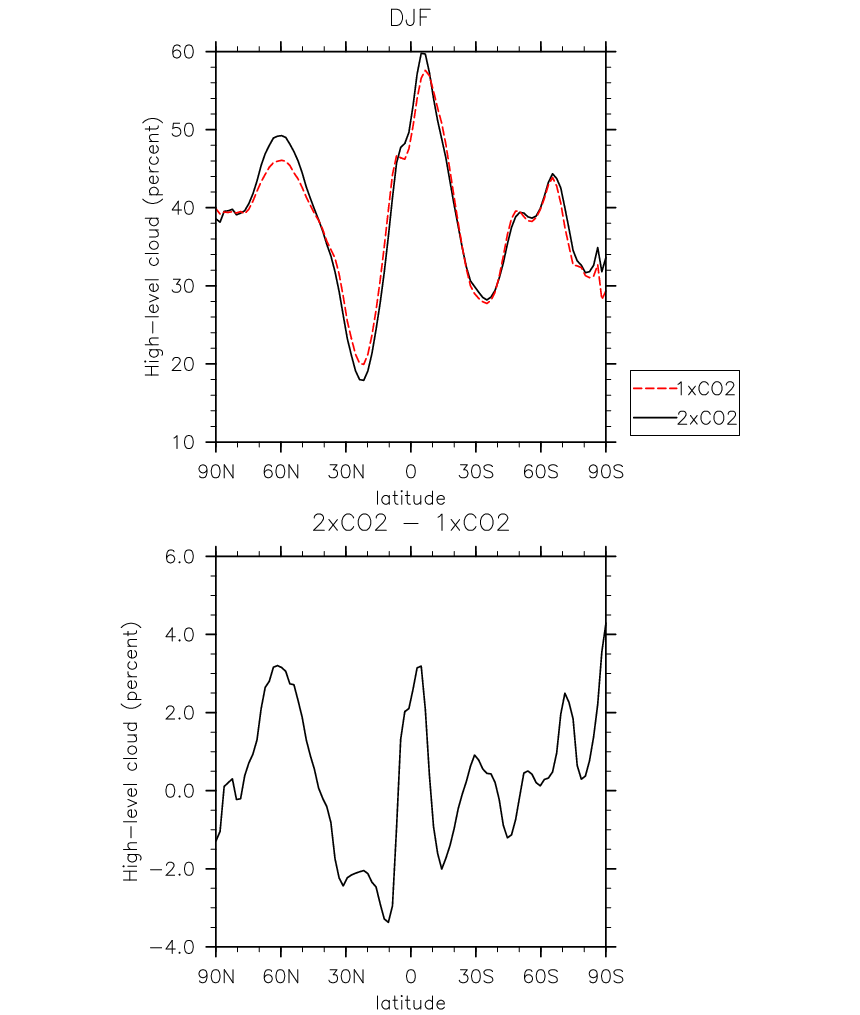 DJF
High-level cloud (percent)
60
50
40
30
20
10
90N 60N 30N 0 30S 60S 90S
latitude
1xCO2
2xCO2
2xCO2 - 1xCO2
High-level cloud (percent)
6.0
4.0
2.0
0.0
-2.0
-4.0
90N 60N 30N 0 30S 60S 90S
latitude